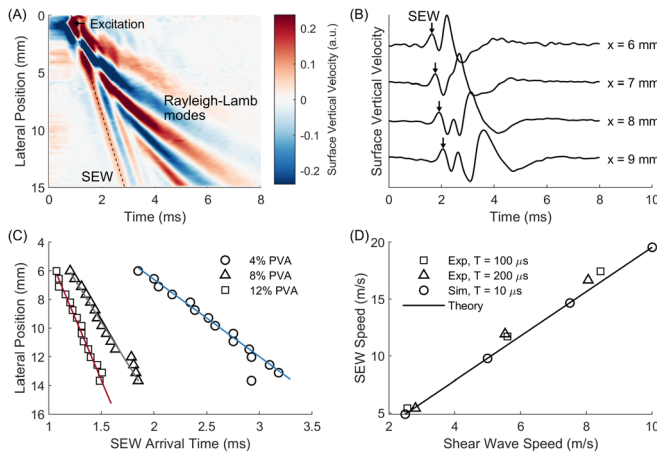 (A)
Excitation
Rayleigh-Lamb
modes
SEW
0
5
10
15
Lateral Position (mm)
0 2 4 6 8
Time (ms)
0.2
0.1
0
-0.1
-0.2
Surface Vertical Velocity (a.u.)
(B)
SEW
x = 6 mm
x = 7 mm
x = 8 mm
x = 9 mm
Surface Vertical Velocity
0 2 4 6 8 10
Time (ms)
(C)
4% PVA
8% PVA
12% PVA
4
6
8
10
12
14
16
Lateral Position (mm)
1 1.5 2 2.5 3 3.5
SEW Arrival Time (ms)
(D)
Exp, T = 100 μs
Exp, T = 200 μs
Sim, T = 10 μs
Theory
20
15
10
5
SEW Speed (m/s)
2 4 6 8 10
Shear Wave Speed (m/s)